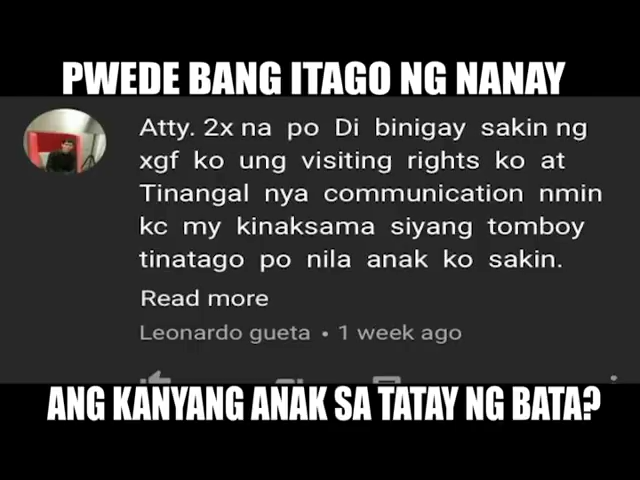 PWEDE BANG ITAGO NG NANAY
Atty. 2x na po Di binigay sakin ng
xgf ko ung visiting rights ko at
Tinangal nya communication nmin
kc my kinaksama siyang tomboy
tinatago po nila anak ko sakin.
Read more
Leonardo gueta • 1 week ago
ANG KANYANG ANAK SA TATAY NG BATA?